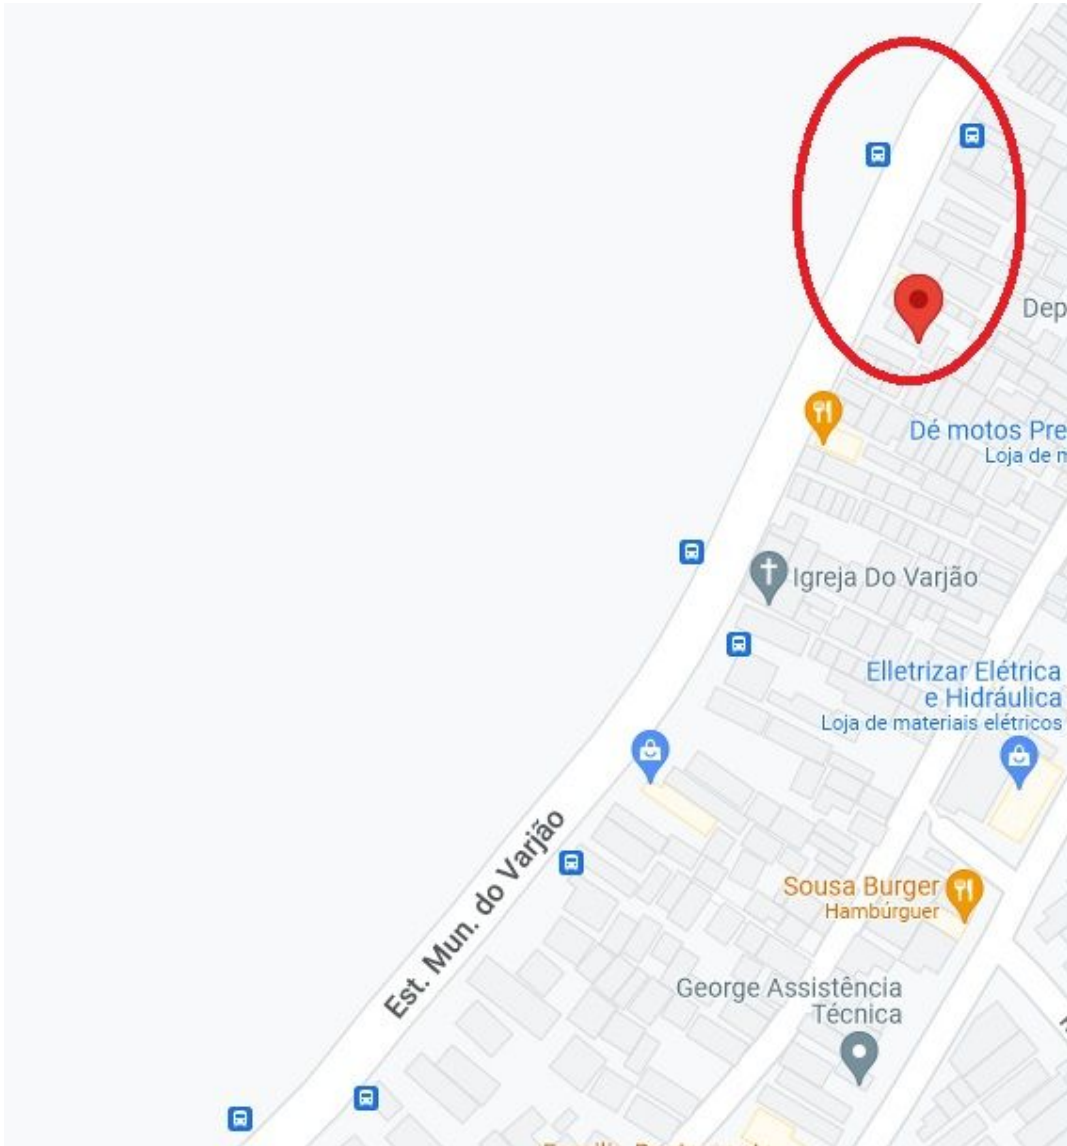 Dep
Dé motos Pre
Loja de m
Igreja Do Varjão
Elletrizar Elétrica
e Hidráulica
Loja de materiais elétricos
Est. Mun. do Varjão
Sousa Burger
Hambúrguer
George Assistência
Técnica